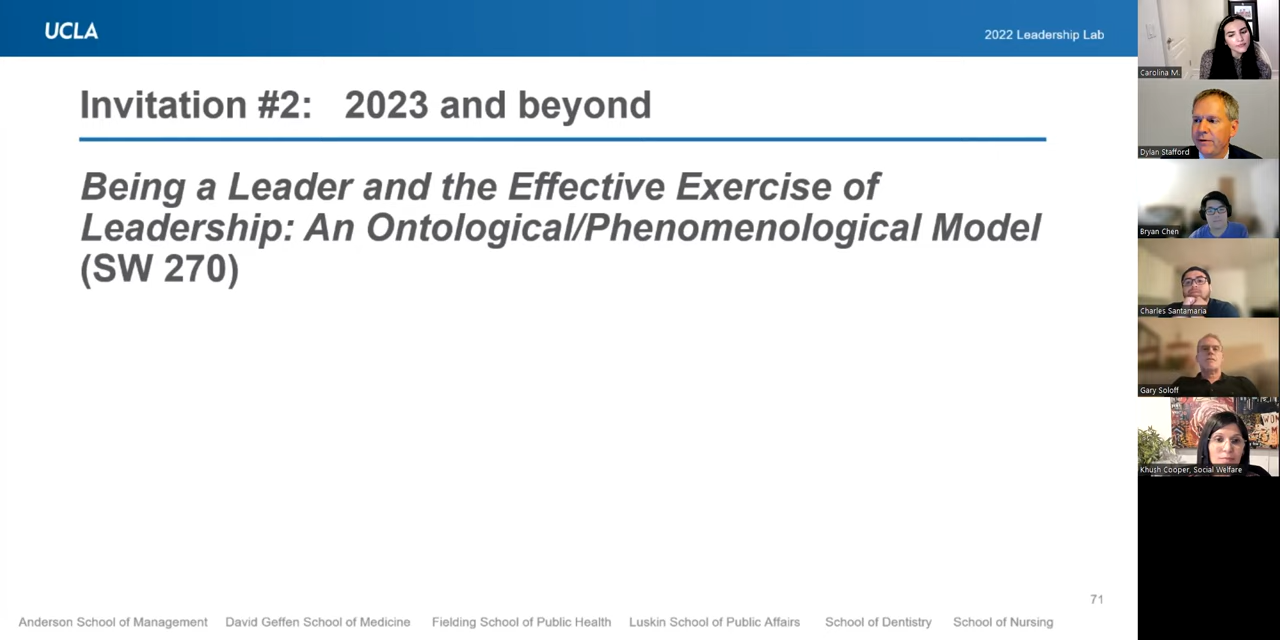 UCLA
2022 Leadership Lab
Invitation #2: 2023 and beyond
Being a Leader and the Effective Exercise of
Leadership: An Ontological/Phenomenological Model
(SW 270)
71
Anderson School of Management David Geffen School of Medicine Fielding School of Public Health Luskin School of Public Affairs School of Dentistry School of Nursing
Carolina M.
Dylan Stafford
Bryan Chen
Charles Santamaria
Gary Soloff
Khush Cooper, Social Welfare